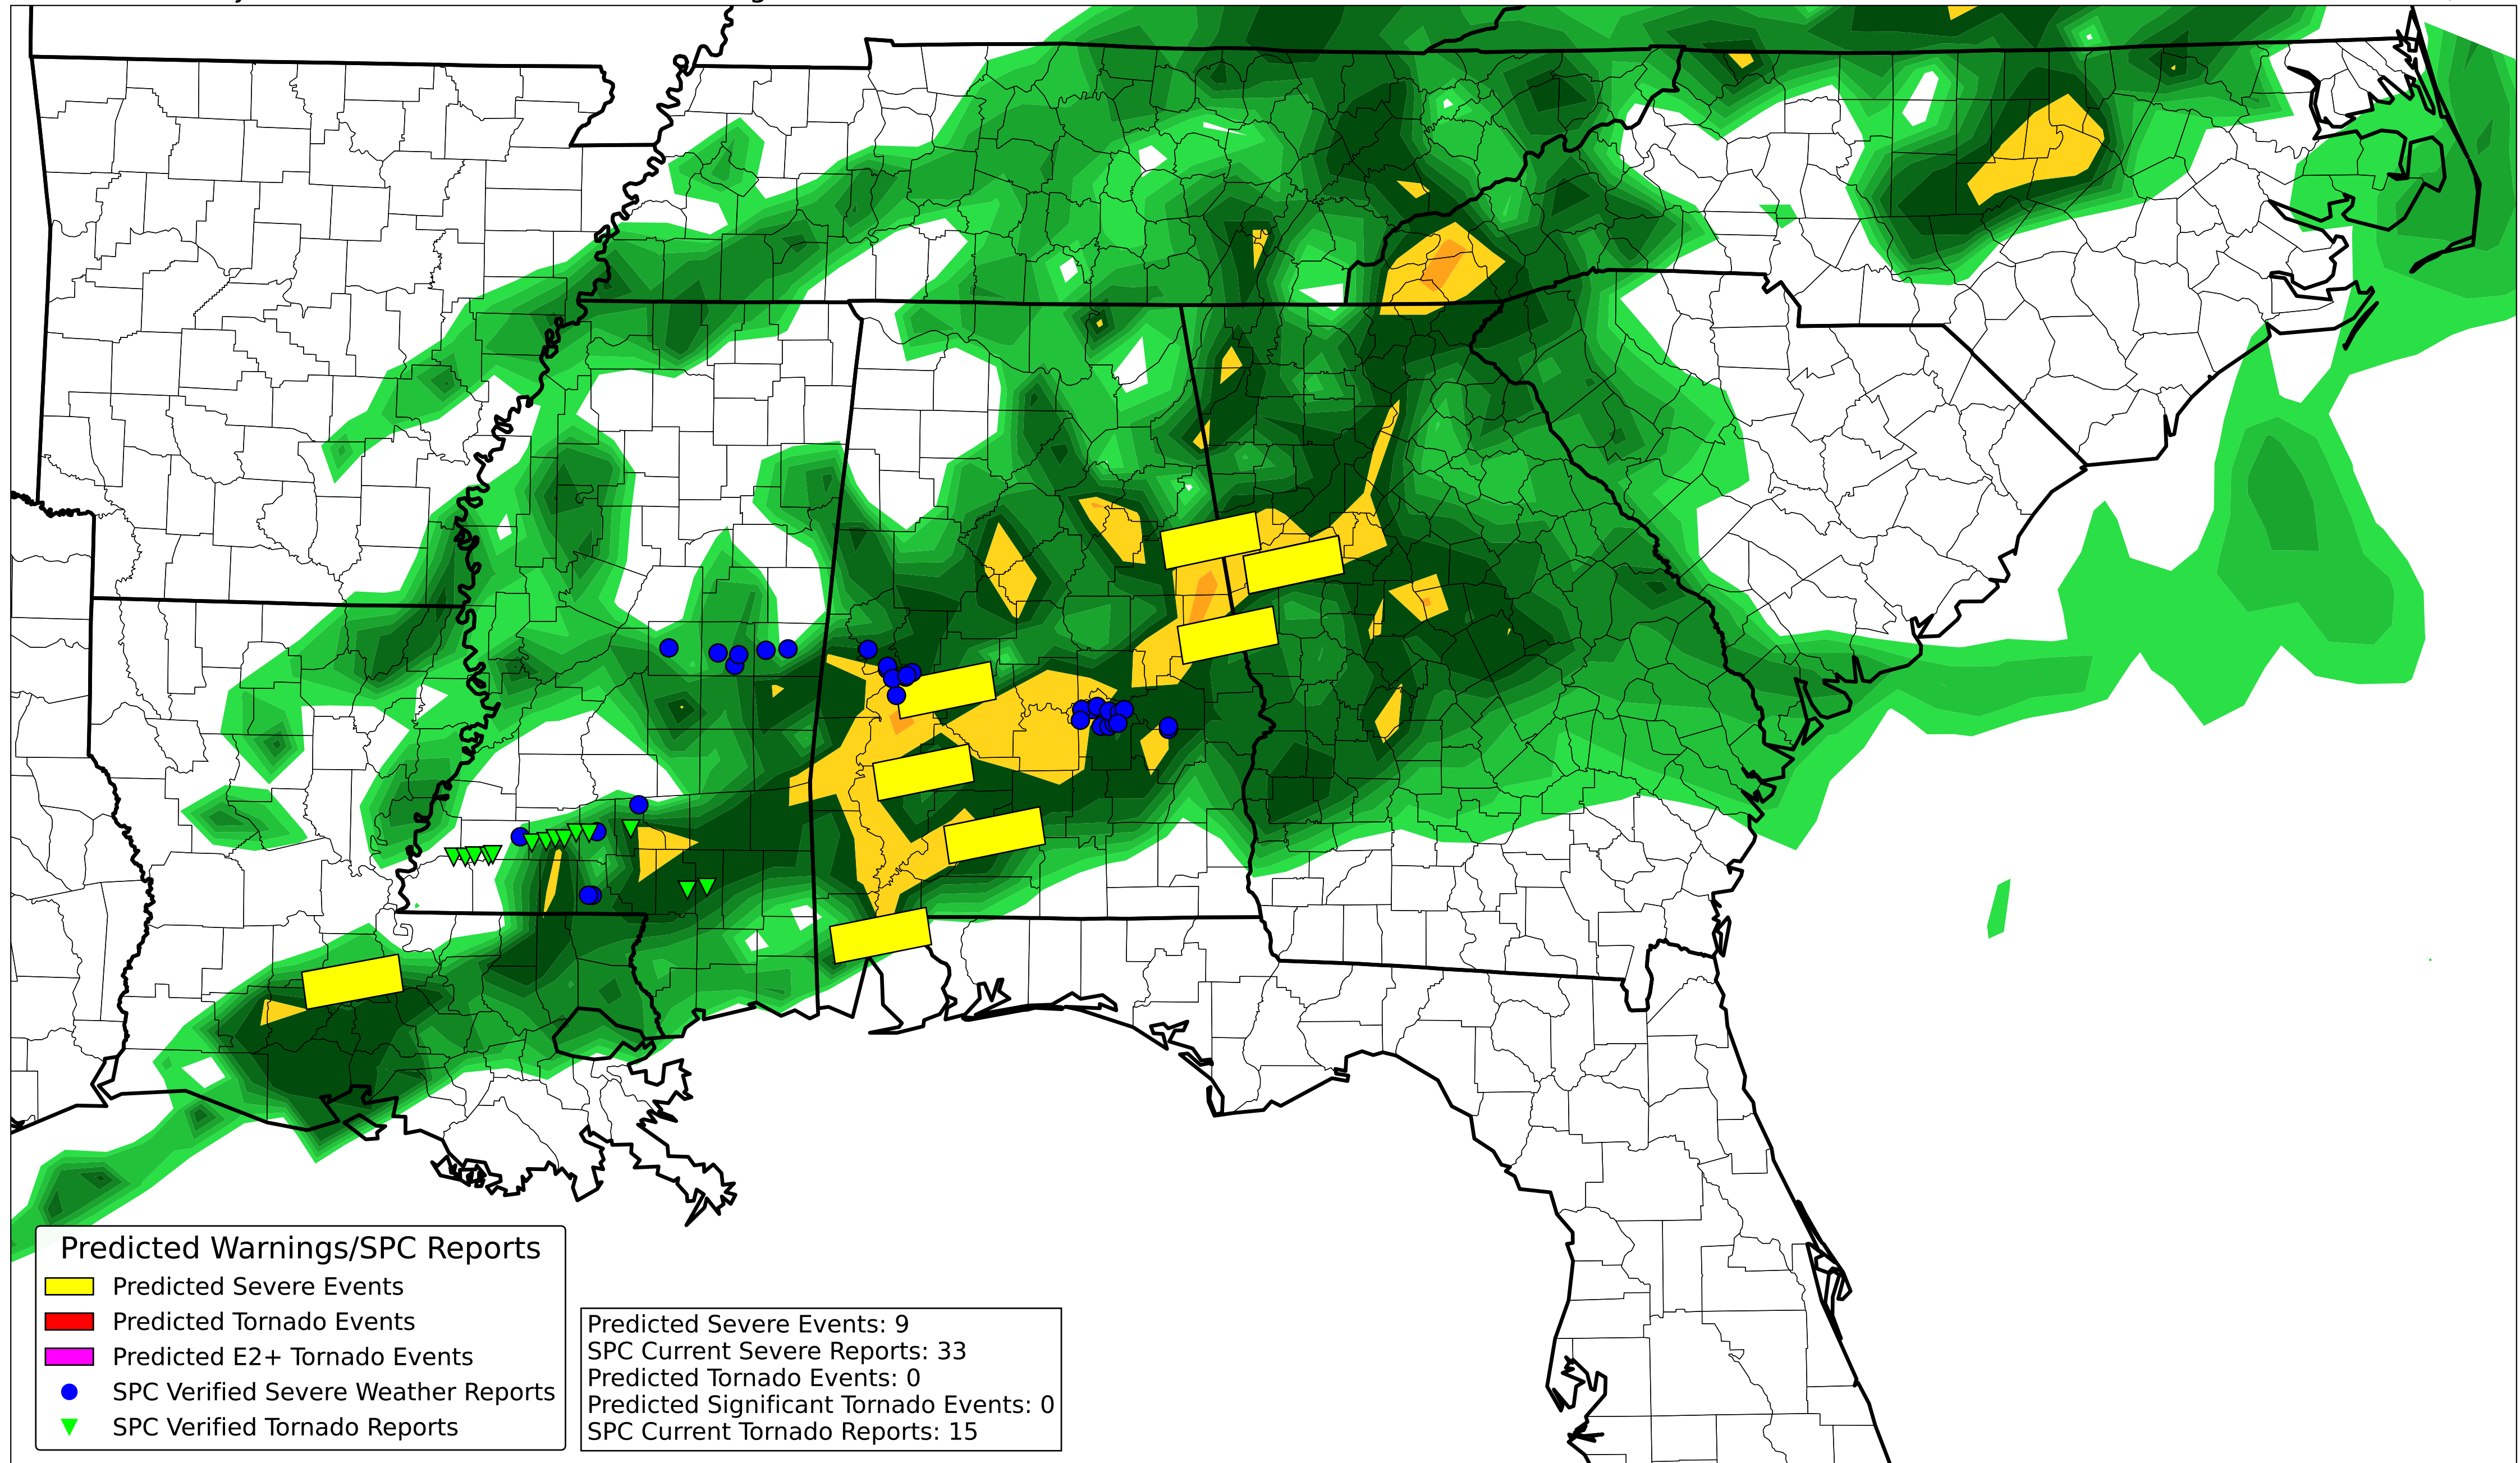 Predicted Warnings/SPC Reports
Predicted Severe Events
Predicted Tornado Events
Predicted E2+ Tornado Events
SPC Verified Severe Weather Reports
SPC Verified Tornado Reports
Predicted Severe Events: 9
SPC Current Severe Reports: 33
Predicted Tornado Events: 0
Predicted Significant Tornado Events: 0
SPC Current Tornado Reports: 15